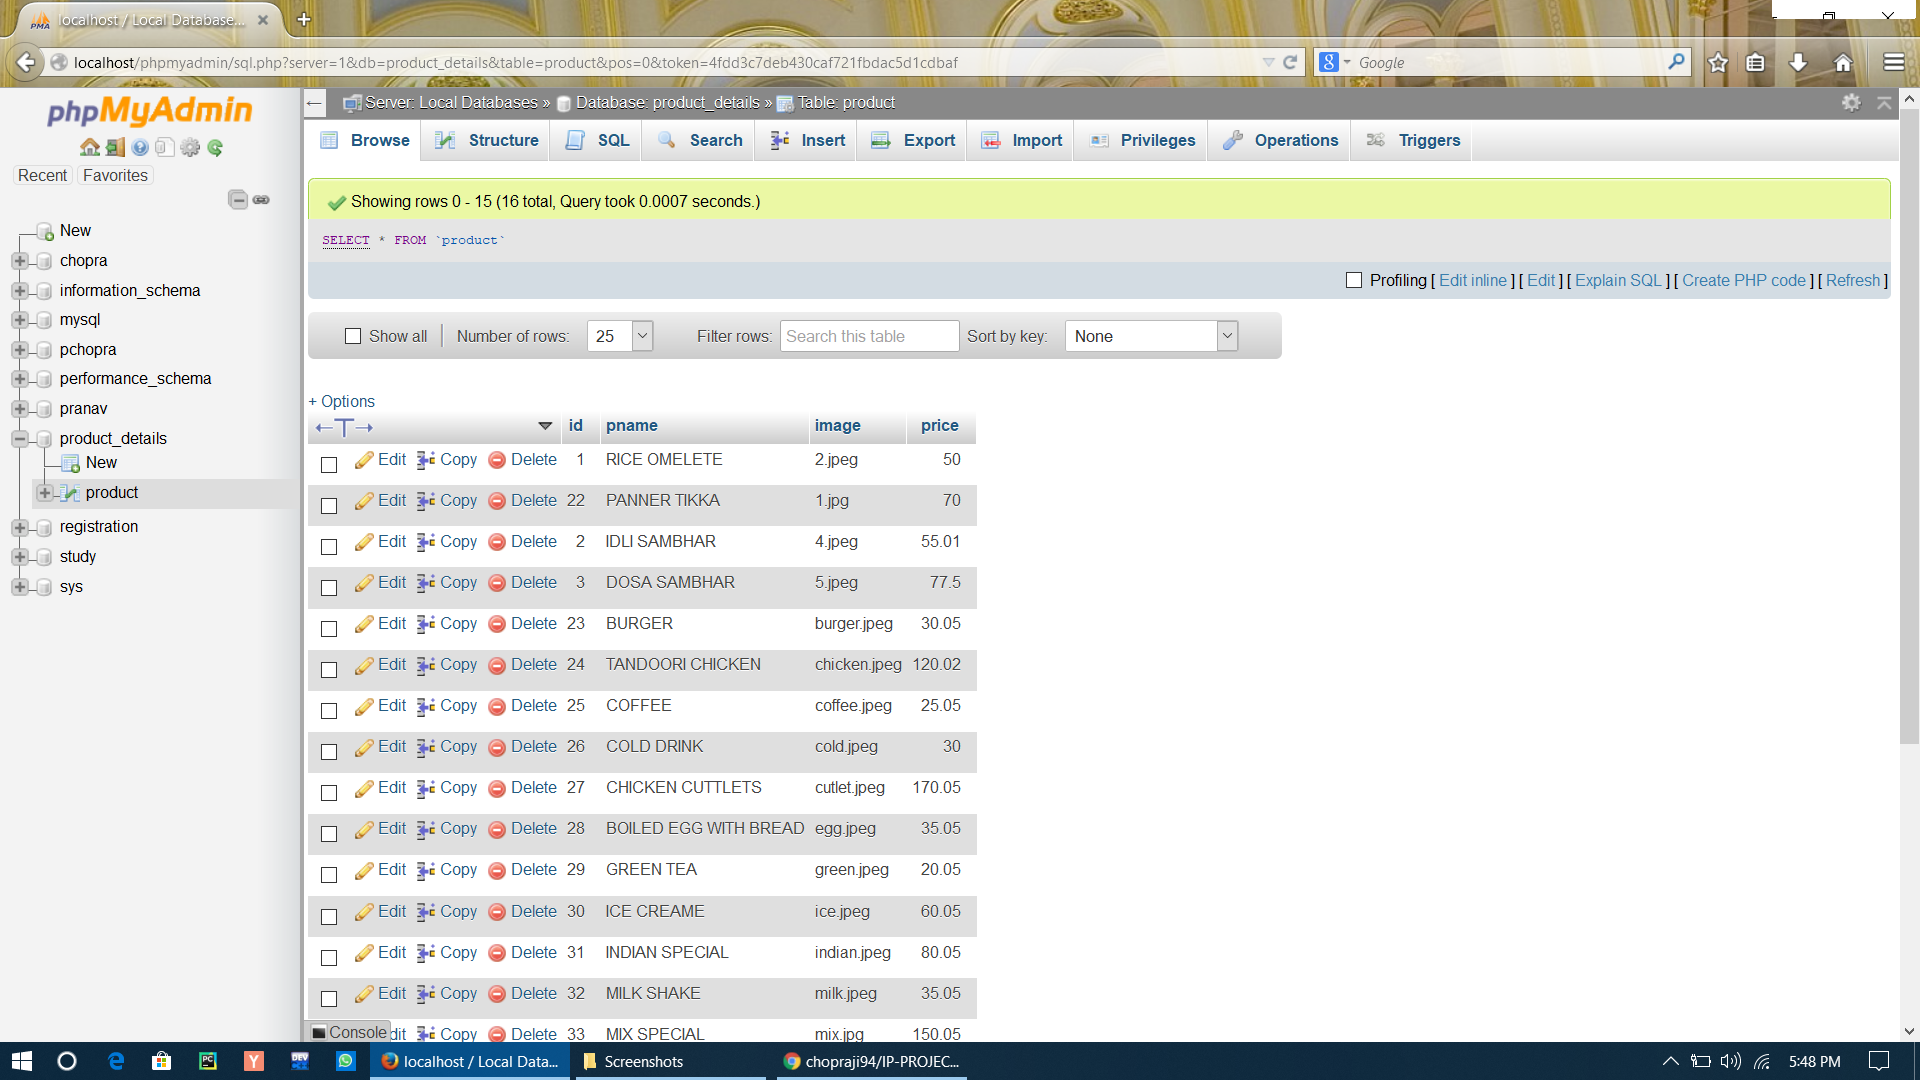 localhost / Local Database...
localhost/phpmyadmin/sql.php?server=1&db=product_details&table=product&pos=0&token=4fdd3c7deb430caf721fbdac5d1cdbaf
Google
phpMyAdmin
Recent Favorites
New
chopra
information_schema
mysql
pchopra
performance_schema
pranav
product_details
New
product
registration
study
sys
Server: Local Databases » Database: product_details » Table: product
Browse Structure SQL Search Insert Export Import Privileges Operations Triggers
Showing rows 0 - 15 (16 total, Query took 0.0007 seconds.)
SELECT * FROM `product`
Profiling [ Edit inline ] [ Edit ] [ Explain SQL ] [ Create PHP code ] [ Refresh ]
Show all Number of rows: 25 Filter rows: Search this table Sort by key: None
+ Options
id pname image price
Edit Copy Delete 1 RICE OMELETE 2.jpeg 50
Edit Copy Delete 22 PANNER TIKKA 1.jpg 70
Edit Copy Delete 2 IDLI SAMBHAR 4.jpeg 55.01
Edit Copy Delete 3 DOSA SAMBHAR 5.jpeg 77.5
Edit Copy Delete 23 BURGER burger.jpeg 30.05
Edit Copy Delete 24 TANDOORI CHICKEN chicken.jpeg 120.02
Edit Copy Delete 25 COFFEE coffee.jpeg 25.05
Edit Copy Delete 26 COLD DRINK cold.jpeg 30
Edit Copy Delete 27 CHICKEN CUTTLETS cutlet.jpeg 170.05
Edit Copy Delete 28 BOILED EGG WITH BREAD egg.jpeg 35.05
Edit Copy Delete 29 GREEN TEA green.jpeg 20.05
Edit Copy Delete 30 ICE CREAME ice.jpeg 60.05
Edit Copy Delete 31 INDIAN SPECIAL indian.jpeg 80.05
Edit Copy Delete 32 MILK SHAKE milk.jpeg 35.05
Console dit Copy Delete 33 MIX SPECIAL mix.jpg 150.05
localhost / Local Data... Screenshots chopraji94/IP-PROJEC... 5:48 PM